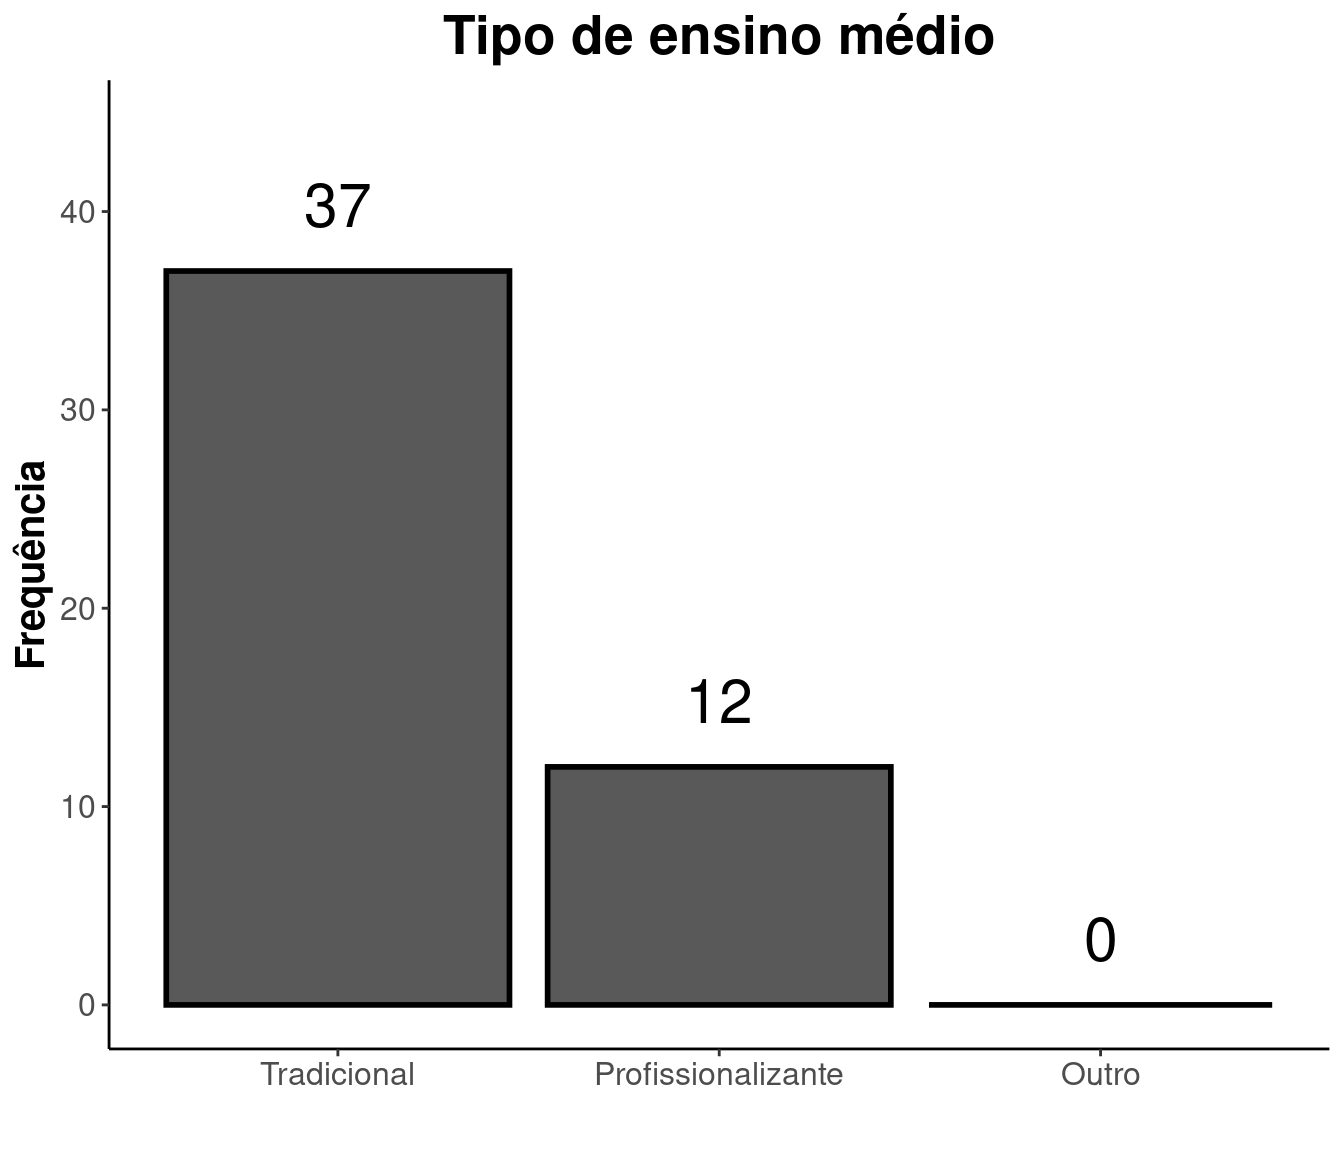 Tipo de ensino médio
Frequência
40
30
20
10
0
37
12
0
Tradicional
Profissionalizante
Outro